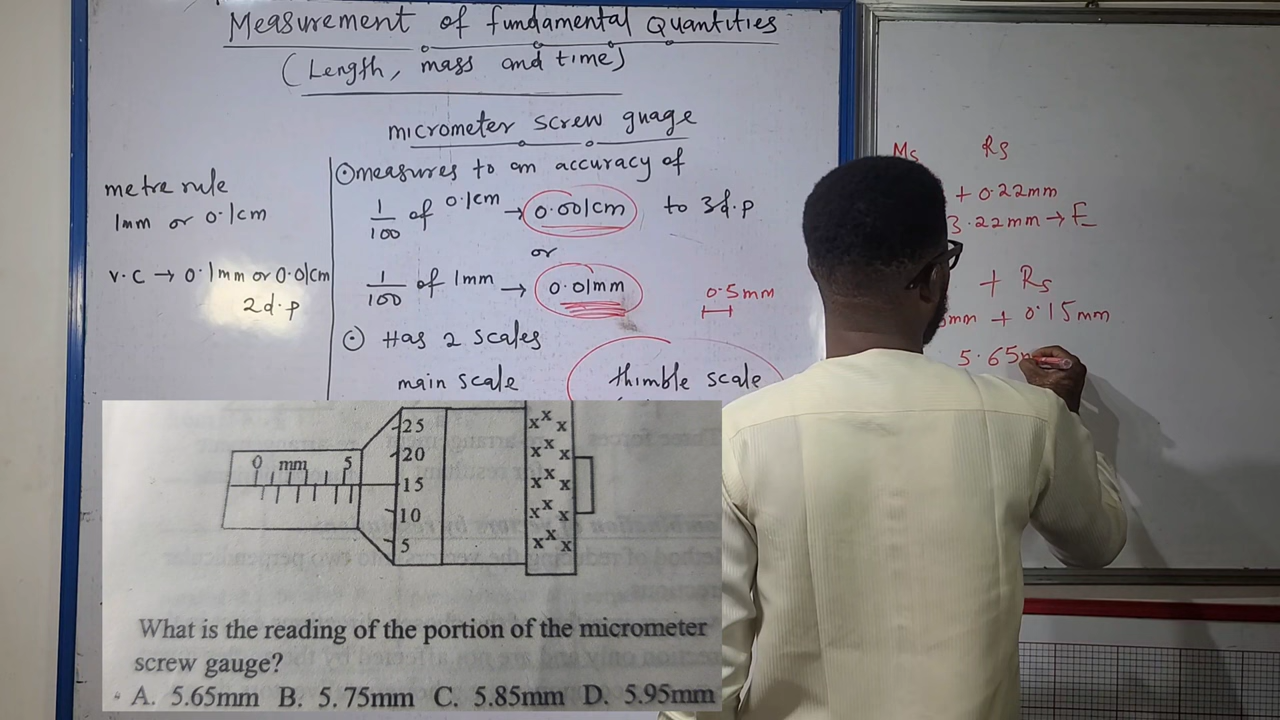 Measurement of fundamental Quantities
(Length, mass and time)
micrometer screw guage
metre rule
1mm or 0.1cm
v.c → 0.1mm or 0.01cm
2d.p
measures to an accuracy of
1/100 of 0.1cm → 0.001cm to 3d.p
or
1/100 of 1mm → 0.01mm
0.5mm
Has 2 scales
main scale
thimble scale
Ms Rs
+ 0.22mm
3.22mm → E
+ Rs
mm + 0.15mm
5.65m
0 mm 5
25
20
15
10
5
x x x
x x x
x x x
x x x
x x x
What is the reading of the portion of the micrometer
screw gauge?
A. 5.65mm B. 5.75mm C. 5.85mm D. 5.95mm